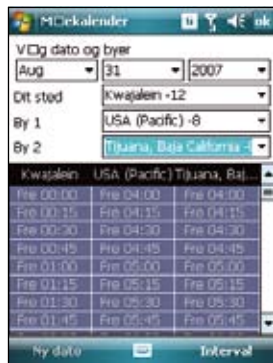 M□ekalender ok
V□lg dato og byer
Aug 31 2007
Dit sted Kwajalein -12
By 1 USA (Pacific) -8
By 2 Tijuana, Baja California -8
Kwajalein USA (Pacific) Tijuana, Baj...
Fre 00:00 Fre 04:00 Fre 04:00
Fre 00:15 Fre 04:15 Fre 04:15
Fre 00:30 Fre 04:30 Fre 04:30
Fre 00:45 Fre 04:45 Fre 04:45
Fre 01:00 Fre 05:00 Fre 05:00
Fre 01:15 Fre 05:15 Fre 05:15
Fre 01:30 Fre 05:30 Fre 05:30
Fre 01:45 Fre 05:45 Fre 05:45
Ny dato Interval